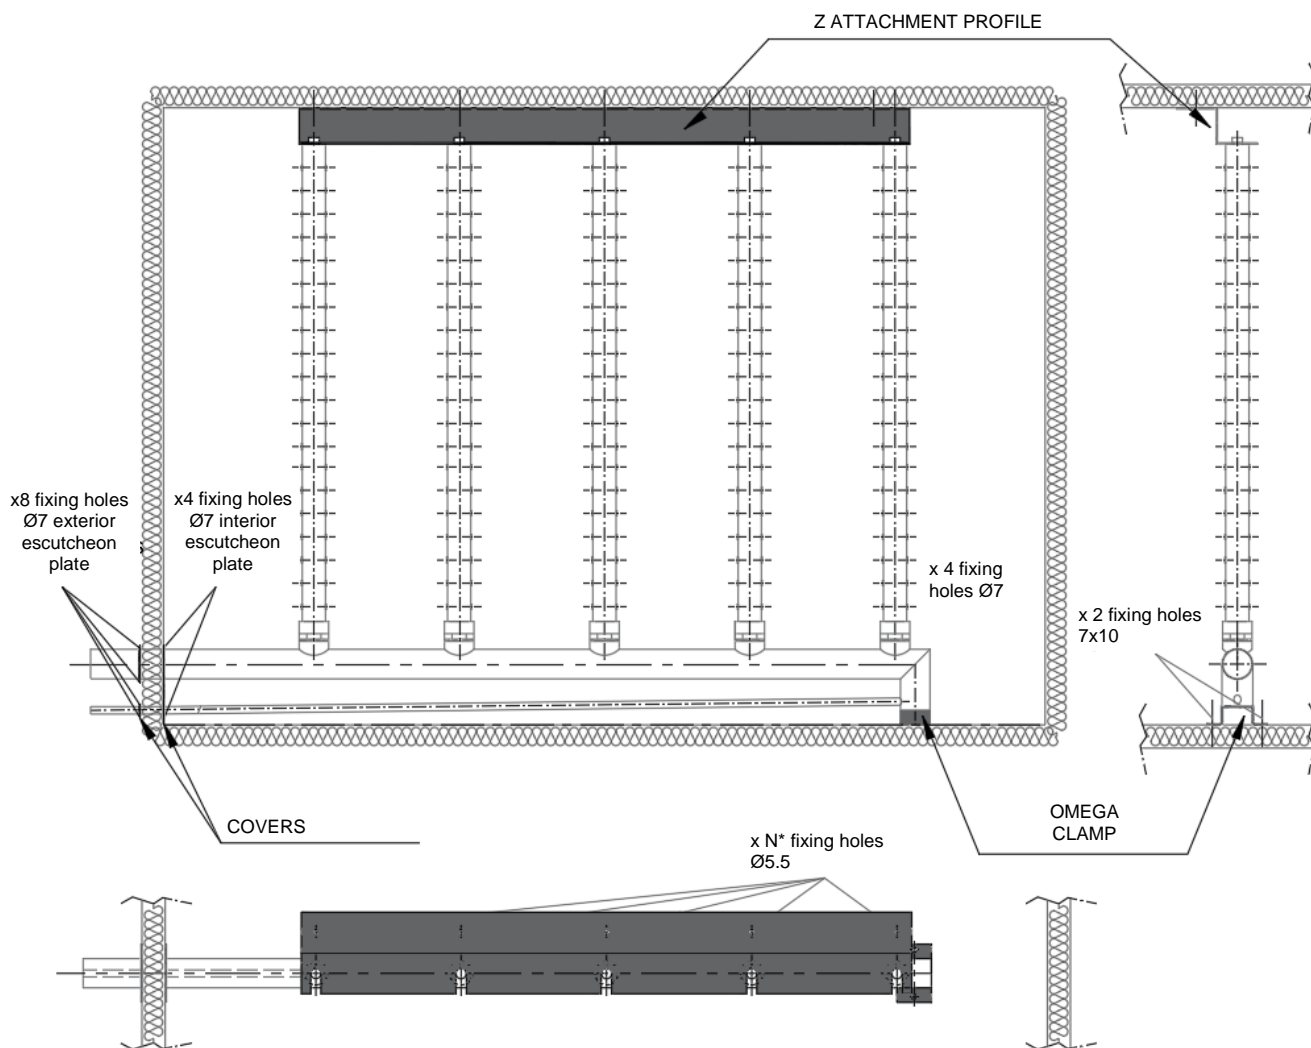 Z ATTACHMENT PROFILE
x8 fixing holes
Ø7 exterior
escutcheon
plate
x4 fixing holes
Ø7 interior
escutcheon
plate
x 4 fixing
holes Ø7
x 2 fixing holes
7x10
COVERS
OMEGA
CLAMP
x N* fixing holes
Ø5.5